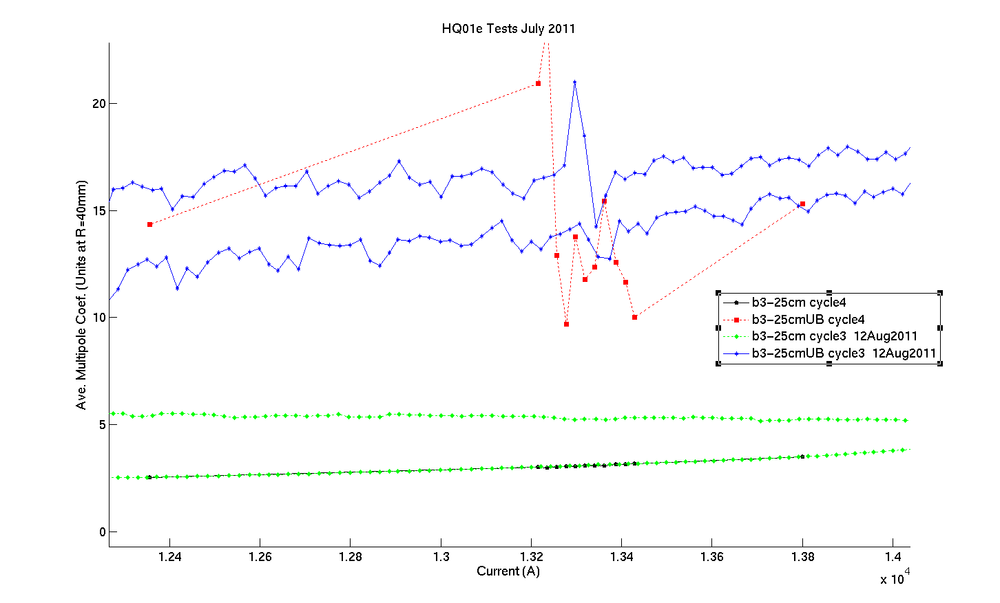 HQ01e Tests July 2011
Ave. Multipole Coef. (Units at R=40mm)
20
15
10
5
0
b3-25cm cycle4
b3-25cmUB cycle4
b3-25cm cycle3 12Aug2011
b3-25cmUB cycle3 12Aug2011
1.24 1.26 1.28 1.3 1.32 1.34 1.36 1.38 1.4
Current (A)
x 10^4